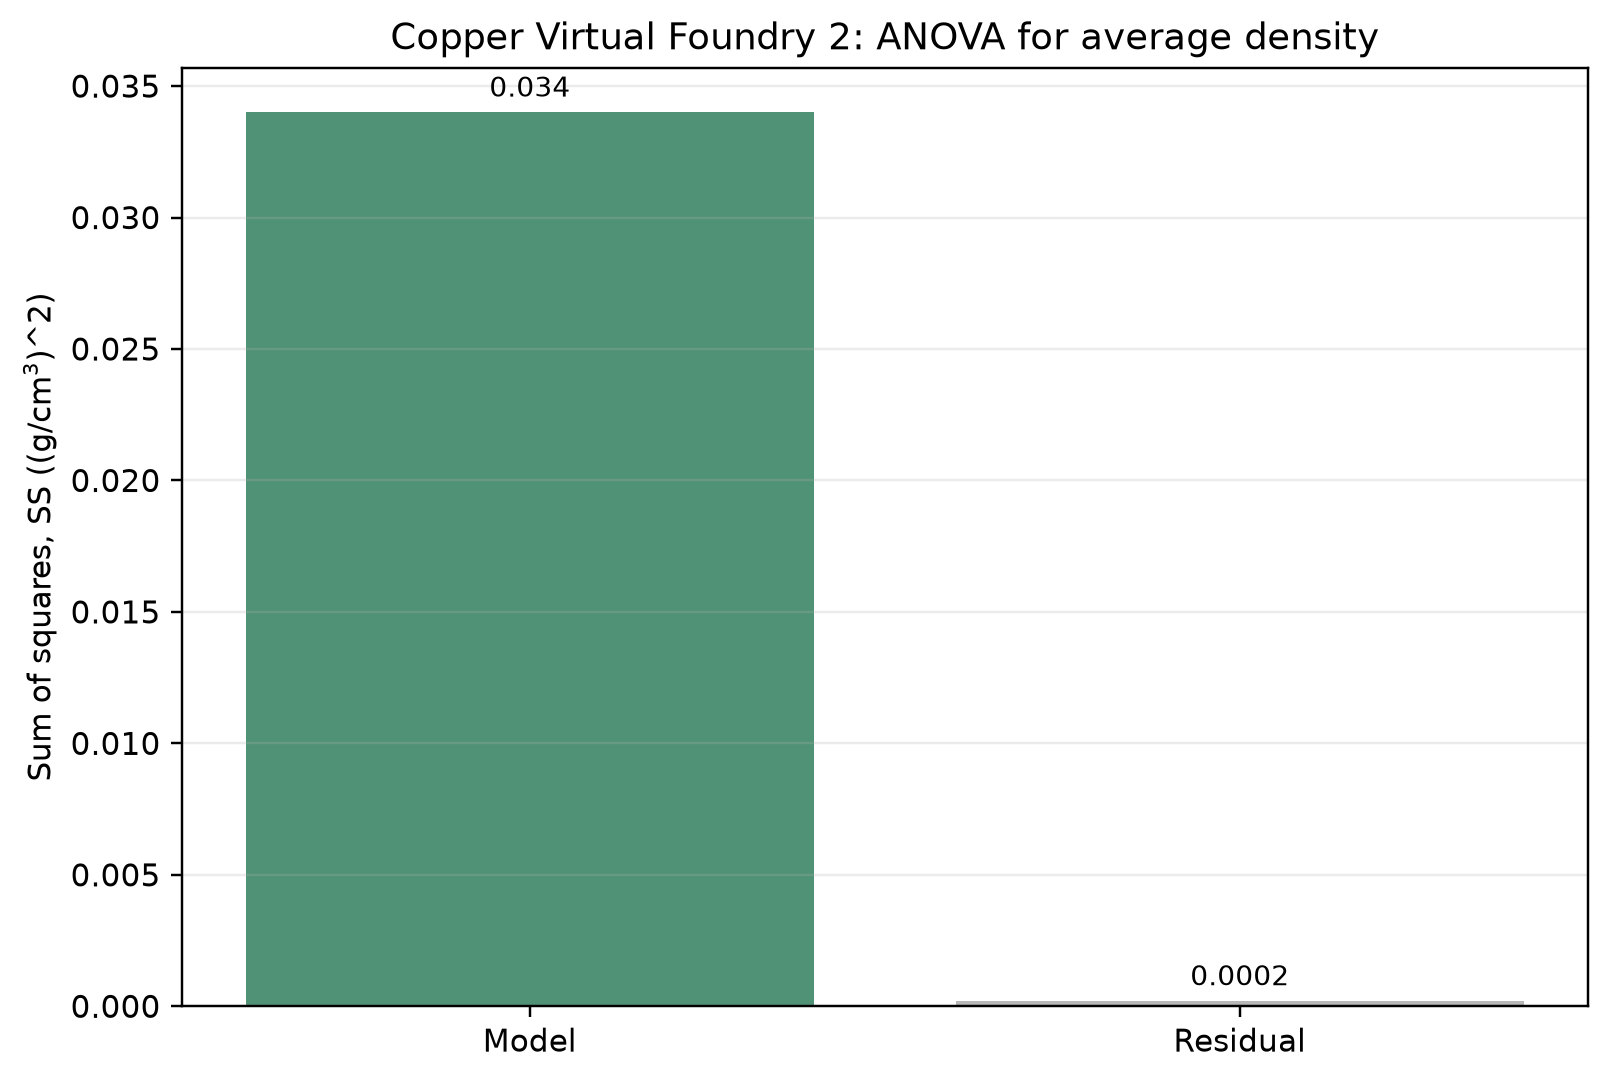 Copper Virtual Foundry 2: ANOVA for average density
Sum of squares, SS ((g/cm³)^2)
0.035
0.030
0.025
0.020
0.015
0.010
0.005
0.000
0.034
0.0002
Model
Residual